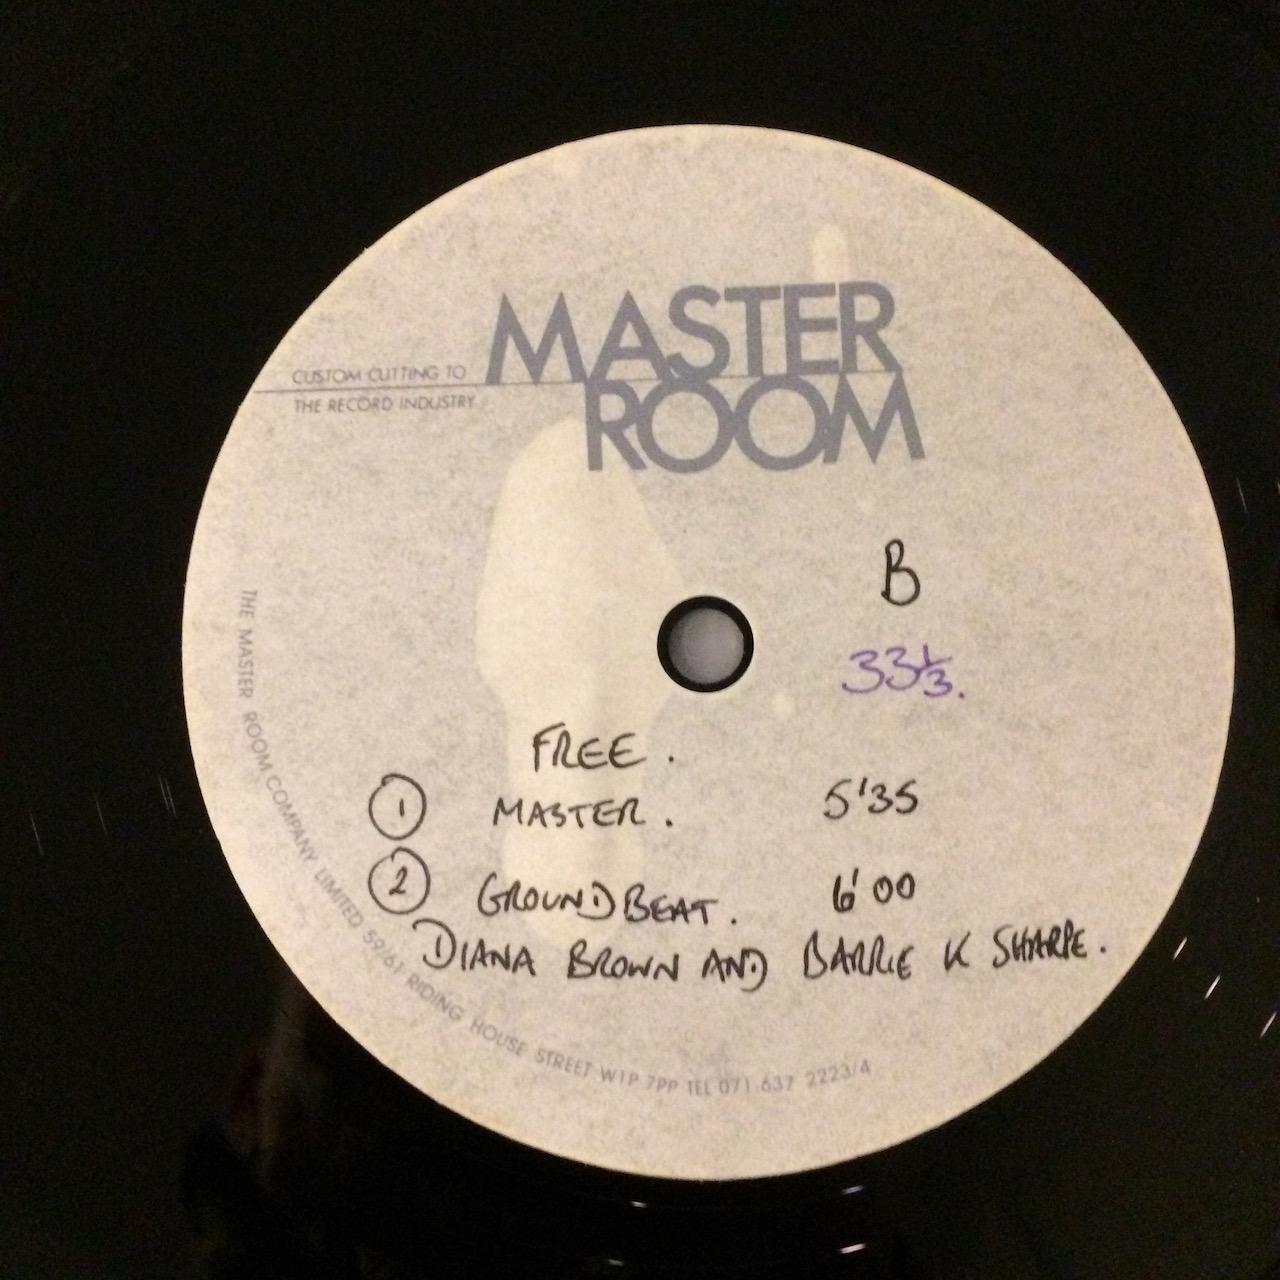 MASTER
ROOM
CUSTOM CUTTING TO
THE RECORD INDUSTRY
B
33 1/3.
FREE.
1 MASTER. 5'35
2 GROUNDBEAT. 6'00
DIANA BROWN AND BARRIE K SHARPE.
THE MASTER ROOM COMPANY LIMITED 59/61 RIDING HOUSE STREET W1P 7PP TEL 071 637 2223/4